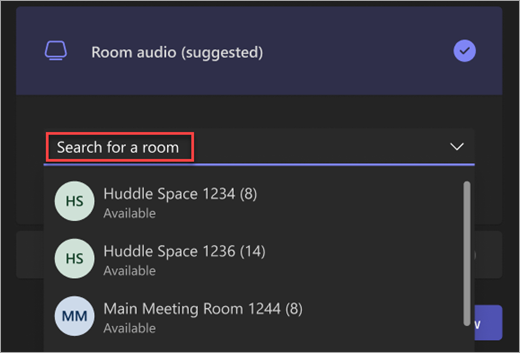 Room audio (suggested)
Search for a room
HS
Huddle Space 1234 (8)
Available
HS
Huddle Space 1236 (14)
Available
MM
Main Meeting Room 1244 (8)
Available